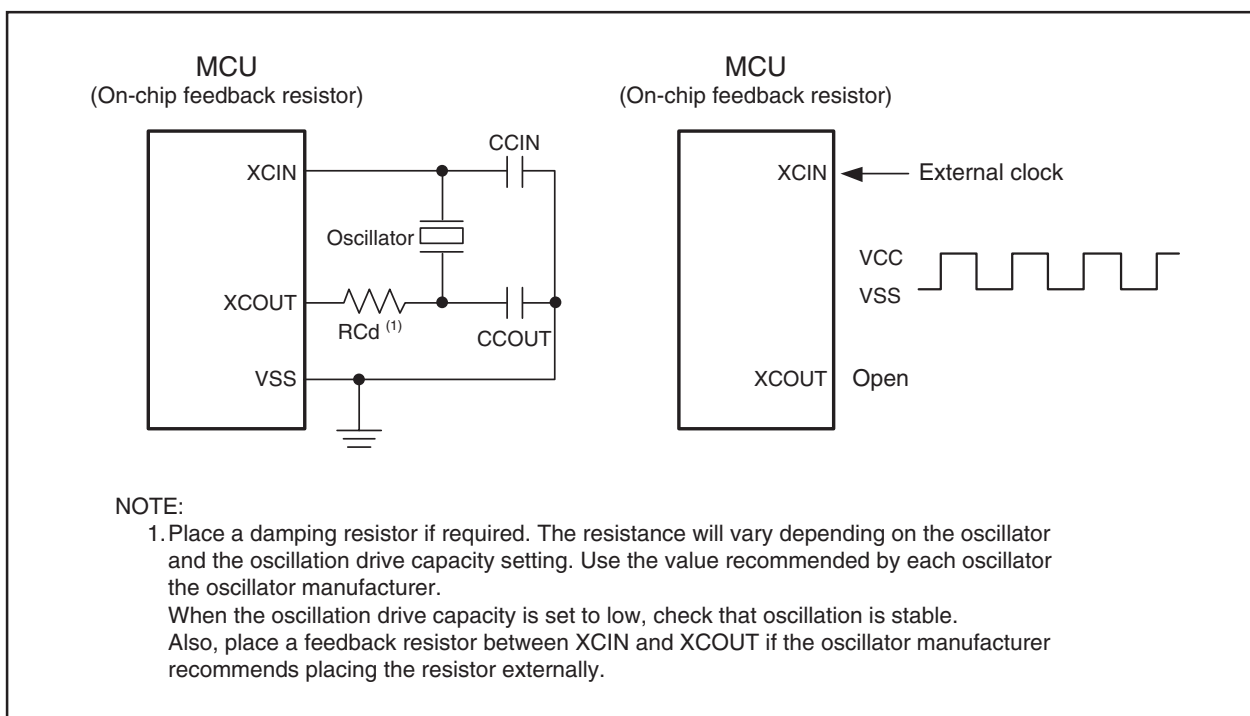 MCU
(On-chip feedback resistor)
XCIN
CCIN
Oscillator
XCOUT
RCd (1)
CCOUT
VSS
MCU
(On-chip feedback resistor)
XCIN
External clock
VCC
VSS
XCOUT
Open
NOTE:
1. Place a damping resistor if required. The resistance will vary depending on the oscillator
and the oscillation drive capacity setting. Use the value recommended by each oscillator
the oscillator manufacturer.
When the oscillation drive capacity is set to low, check that oscillation is stable.
Also, place a feedback resistor between XCIN and XCOUT if the oscillator manufacturer
recommends placing the resistor externally.